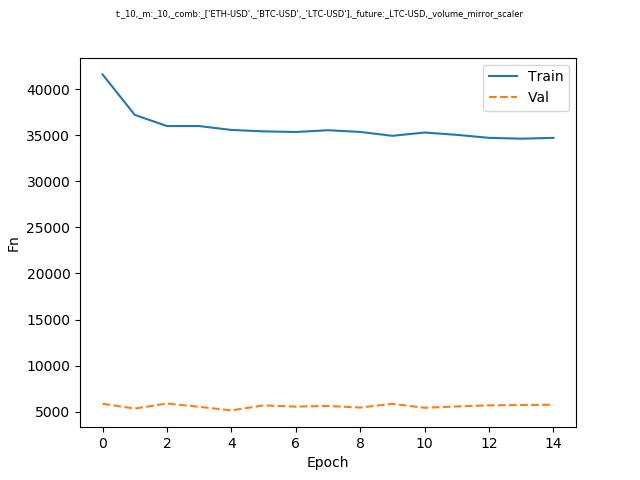 t:_10,_m:_10,_comb:_['ETH-USD',_'BTC-USD',_'LTC-USD'],_future:_LTC-USD,_volume_mirror_scaler
Train
Val
40000
35000
30000
25000
20000
15000
10000
5000
Fn
0 2 4 6 8 10 12 14
Epoch